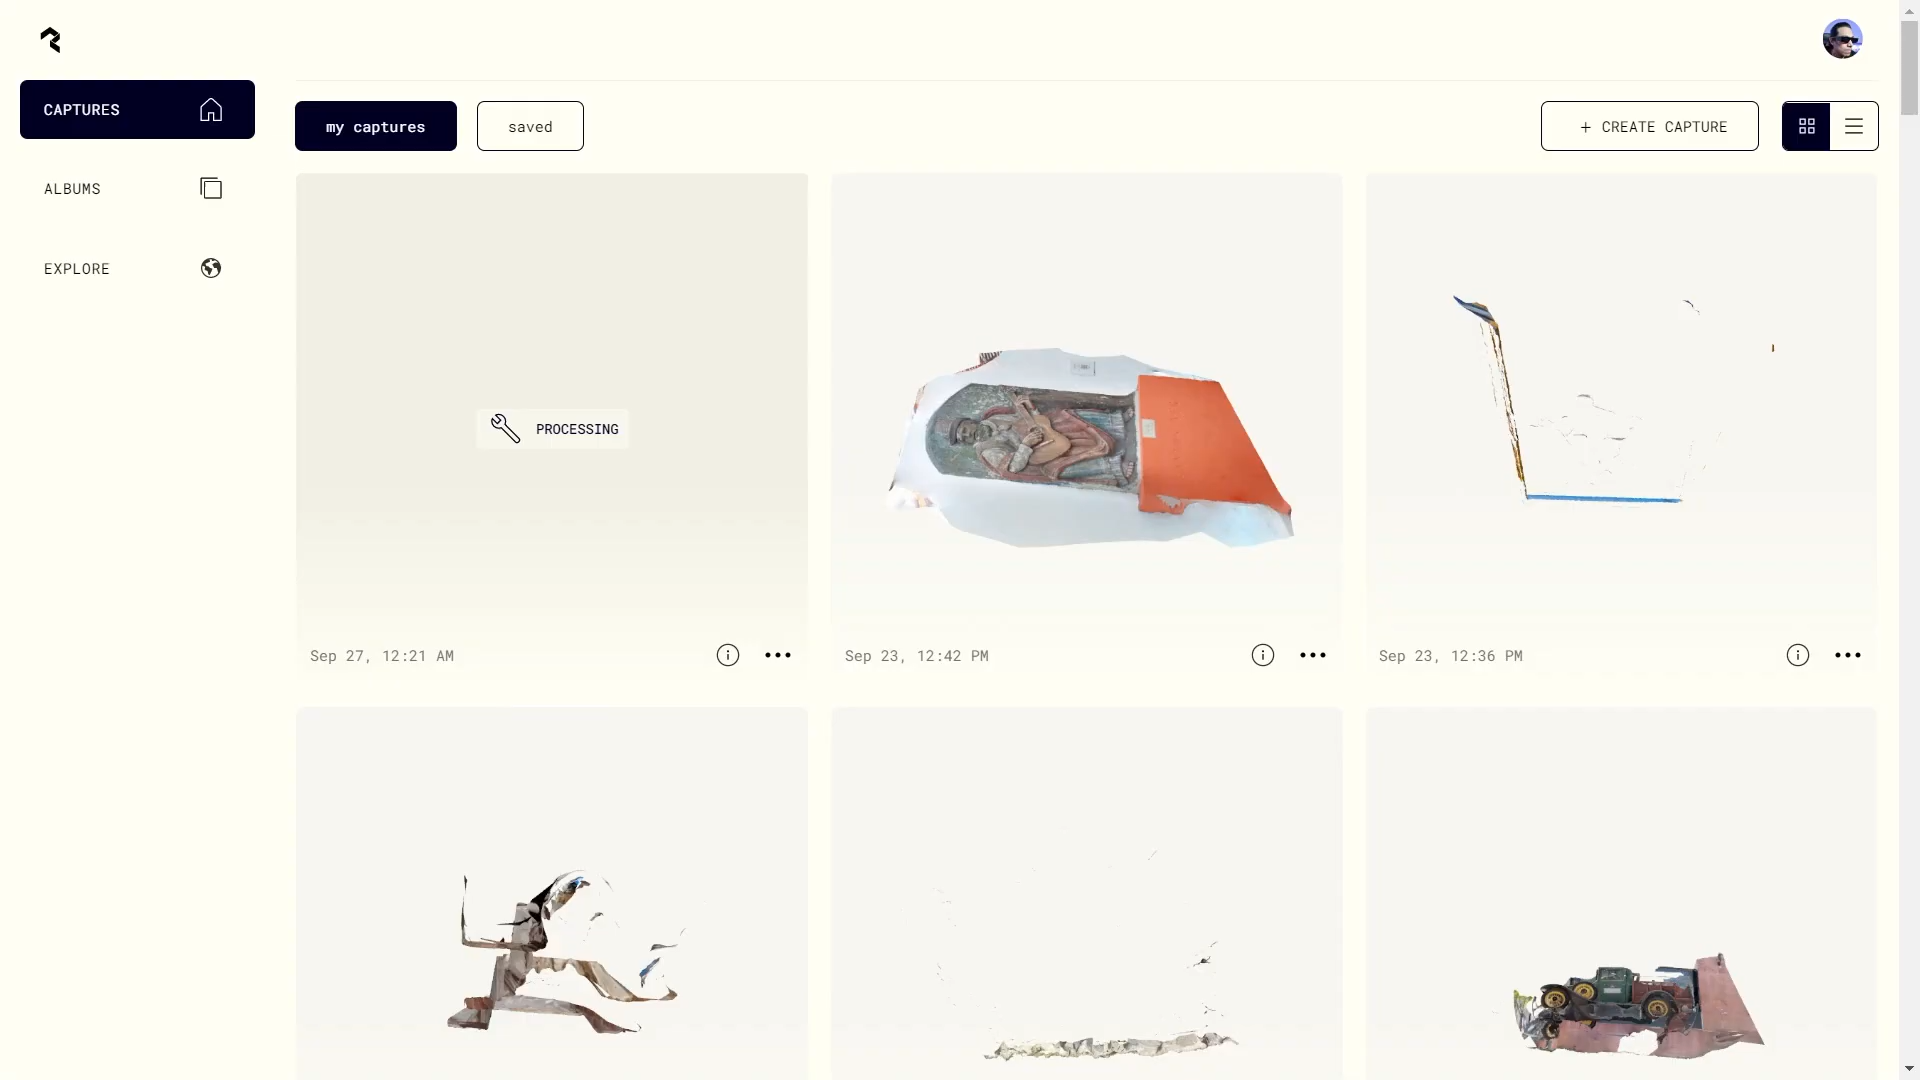 CAPTURES
ALBUMS
EXPLORE
my captures
saved
+ CREATE CAPTURE
PROCESSING
Sep 27, 12:21 AM
Sep 23, 12:42 PM
Sep 23, 12:36 PM